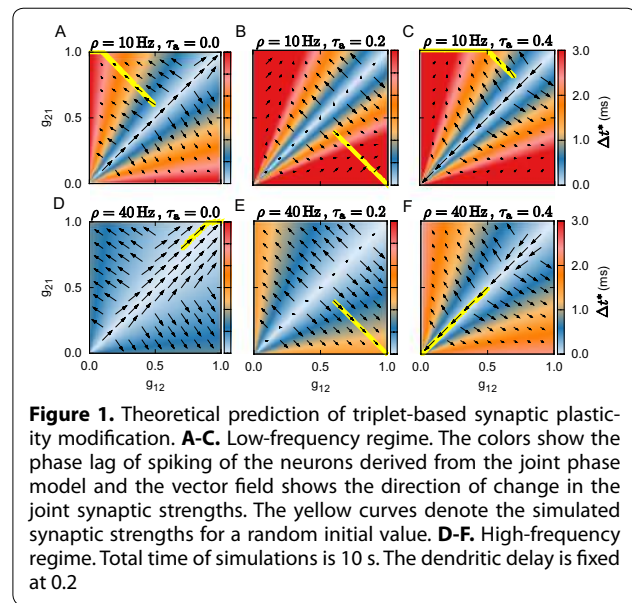 A B C
ρ = 10 Hz , τa = 0.0 ρ = 10 Hz , τa = 0.2 ρ = 10 Hz , τa = 0.4
1.0
0.5
0.0
g21
3.0
2.0
1.0
0.0
Δt* (ms)
D E F
ρ = 40 Hz , τa = 0.0 ρ = 40 Hz , τa = 0.2 ρ = 40 Hz , τa = 0.4
1.0
0.5
0.0
g21
3.0
2.0
1.0
0.0
Δt* (ms)
0.0 0.5 1.0 0.0 0.5 1.0 0.0 0.5 1.0
g12 g12 g12
Figure 1. Theoretical prediction of triplet-based synaptic plastic-
ity modification. A-C. Low-frequency regime. The colors show the
phase lag of spiking of the neurons derived from the joint phase
model and the vector field shows the direction of change in the
joint synaptic strengths. The yellow curves denote the simulated
synaptic strengths for a random initial value. D-F. High-frequency
regime. Total time of simulations is 10 s. The dendritic delay is fixed
at 0.2